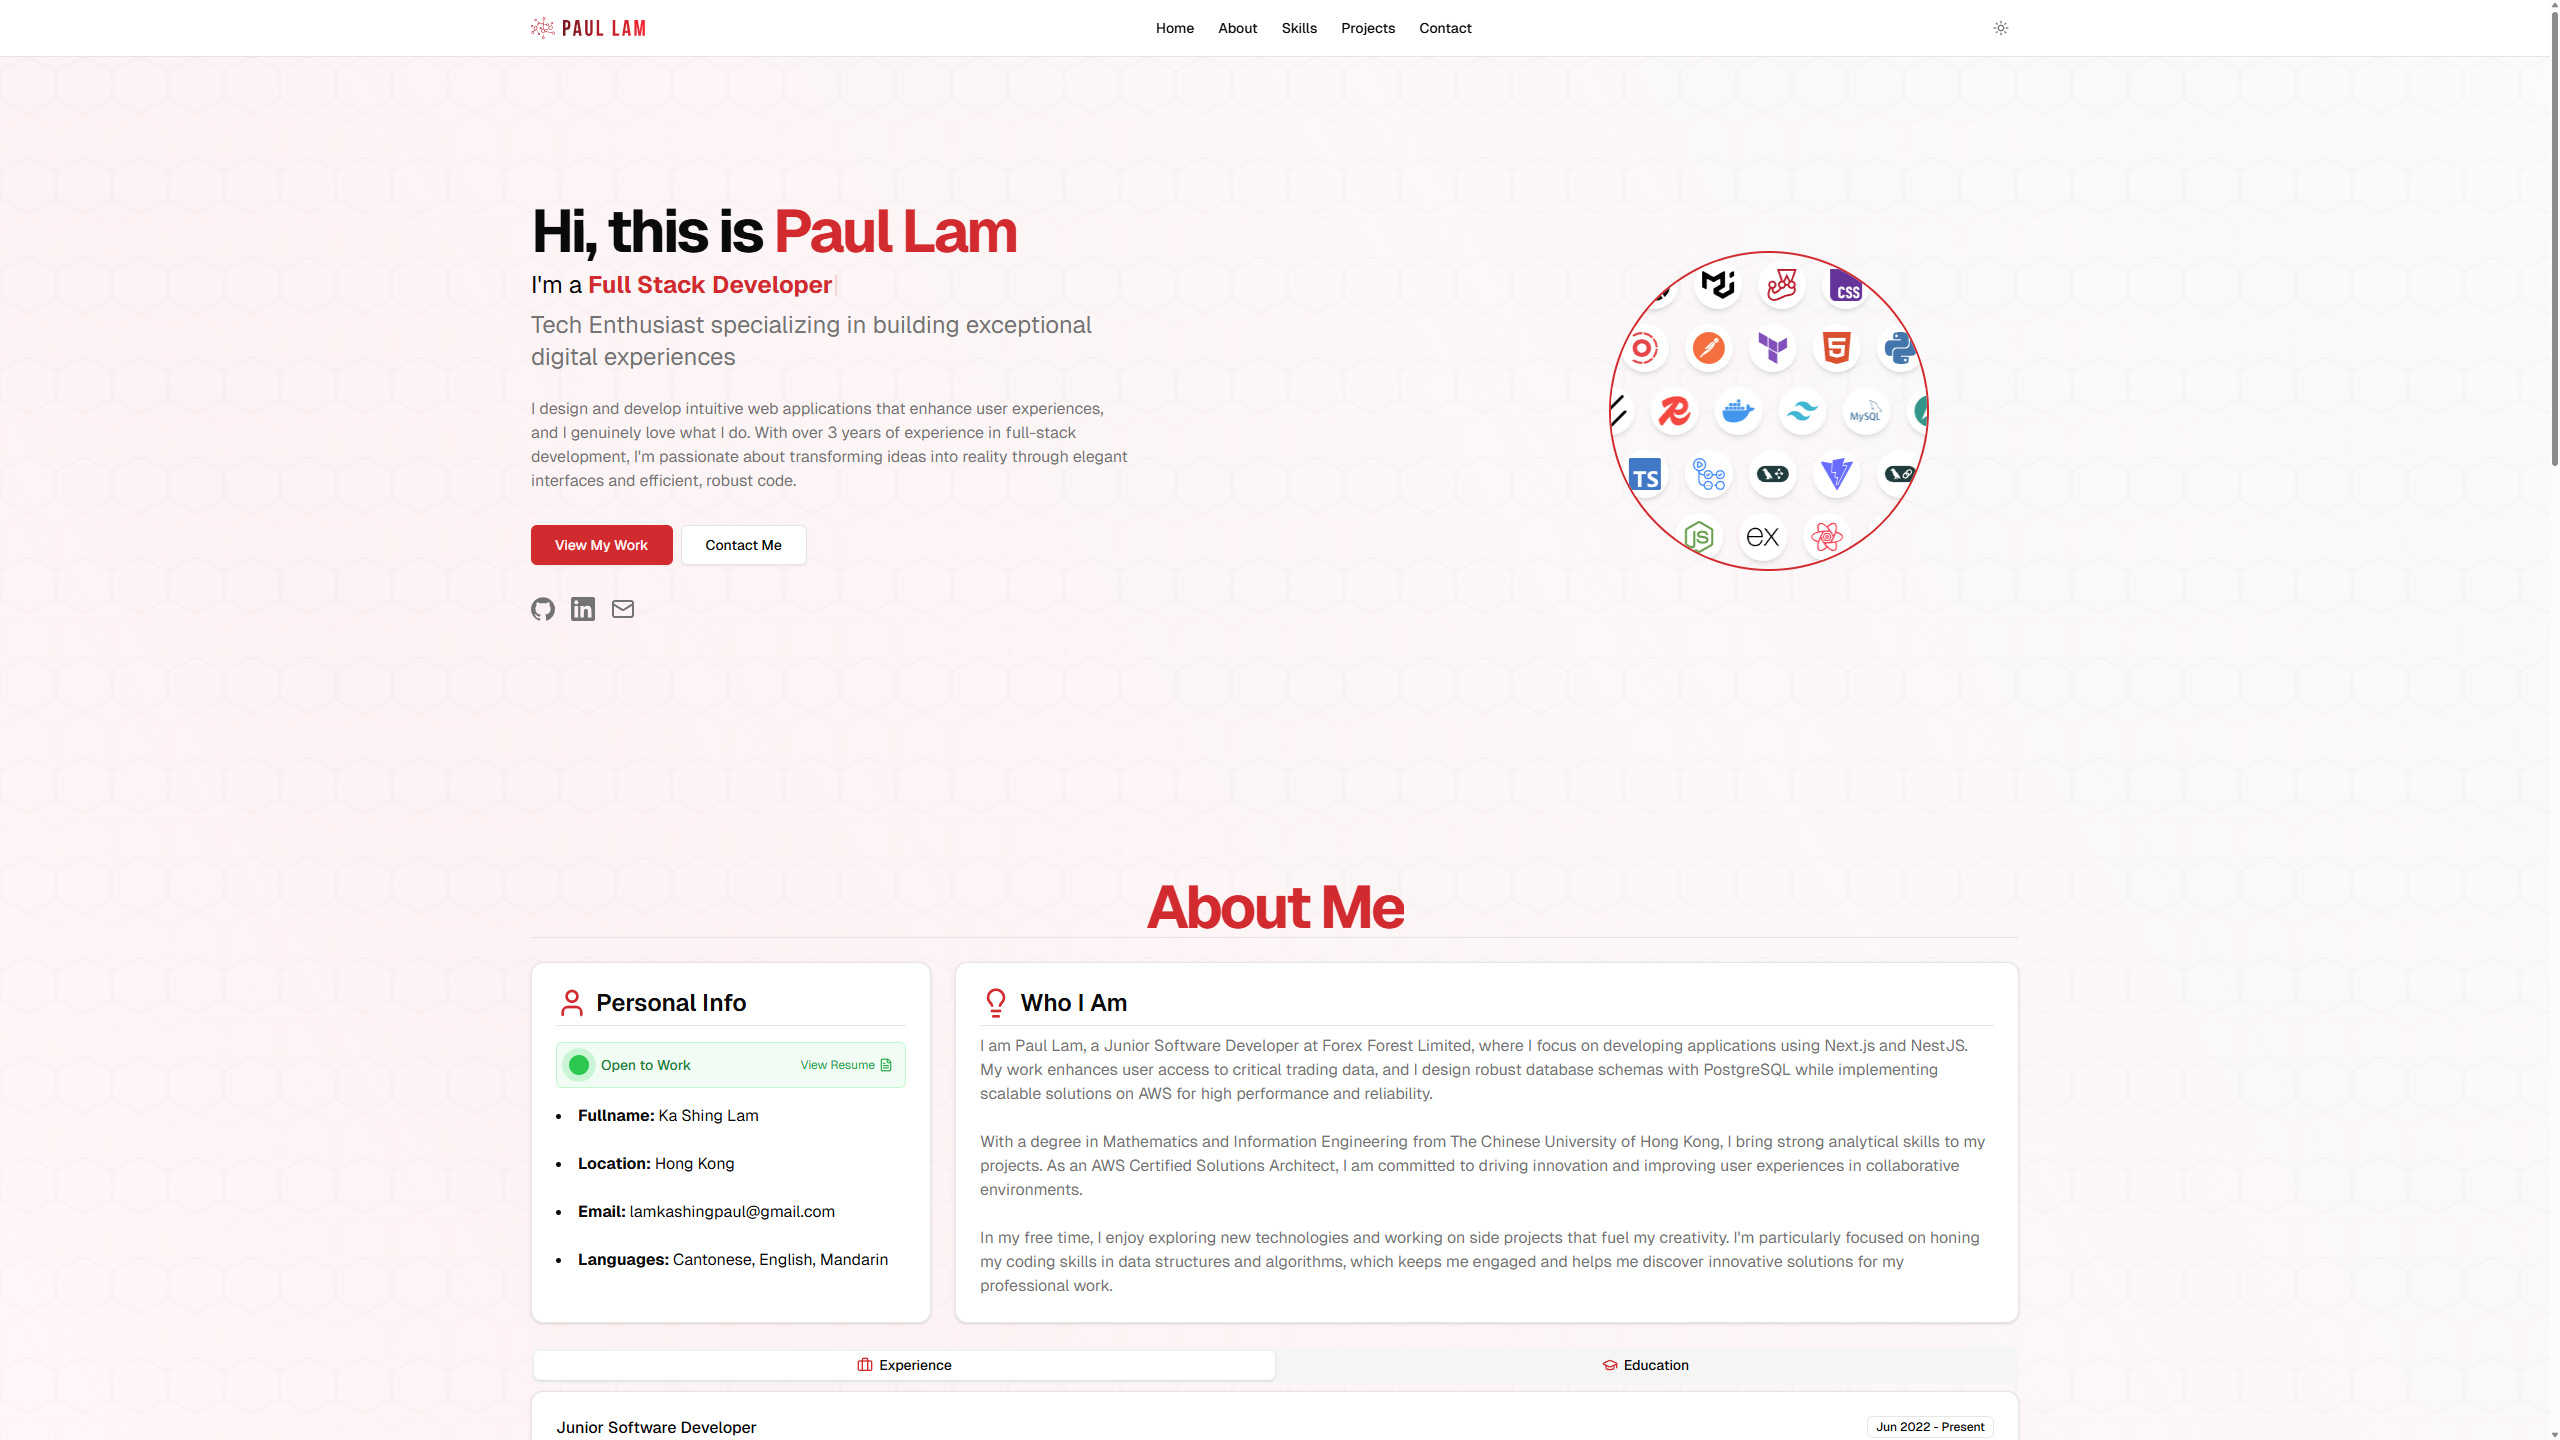 PAUL LAM
Home About Skills Projects Contact
Hi, this is Paul Lam
I'm a Full Stack Developer
Tech Enthusiast specializing in building exceptional
digital experiences
I design and develop intuitive web applications that enhance user experiences,
and I genuinely love what I do. With over 3 years of experience in full-stack
development, I'm passionate about transforming ideas into reality through elegant
interfaces and efficient, robust code.
View My Work
Contact Me
CSS
5
MySQL
TS
JS
ex
About Me
Personal Info
Open to Work
View Resume
Fullname: Ka Shing Lam
Location: Hong Kong
Email: lamkashingpaul@gmail.com
Languages: Cantonese, English, Mandarin
Who I Am
I am Paul Lam, a Junior Software Developer at Forex Forest Limited, where I focus on developing applications using Next.js and NestJS.
My work enhances user access to critical trading data, and I design robust database schemas with PostgreSQL while implementing
scalable solutions on AWS for high performance and reliability.
With a degree in Mathematics and Information Engineering from The Chinese University of Hong Kong, I bring strong analytical skills to my
projects. As an AWS Certified Solutions Architect, I am committed to driving innovation and improving user experiences in collaborative
environments.
In my free time, I enjoy exploring new technologies and working on side projects that fuel my creativity. I'm particularly focused on honing
my coding skills in data structures and algorithms, which keeps me engaged and helps me discover innovative solutions for my
professional work.
Experience
Education
Junior Software Developer
Jun 2022 - Present